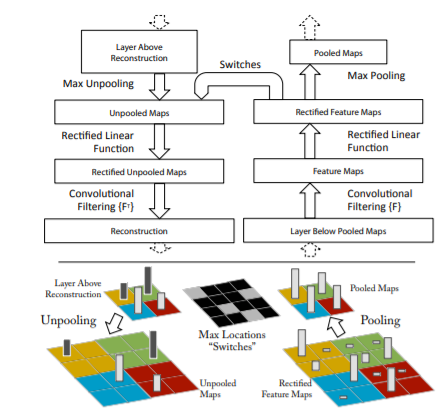 Layer Above
Reconstruction
Pooled Maps
Switches
Max Unpooling
Max Pooling
Unpooled Maps
Rectified Feature Maps
Rectified Linear
Function
Rectified Linear
Function
Rectified Unpooled Maps
Feature Maps
Convolutional
Filtering {Fᵀ}
Convolutional
Filtering {F}
Reconstruction
Layer Below Pooled Maps
Layer Above
Reconstruction
Pooled Maps
Unpooling
Max Locations
"Switches"
Pooling
Unpooled
Maps
Rectified
Feature Maps